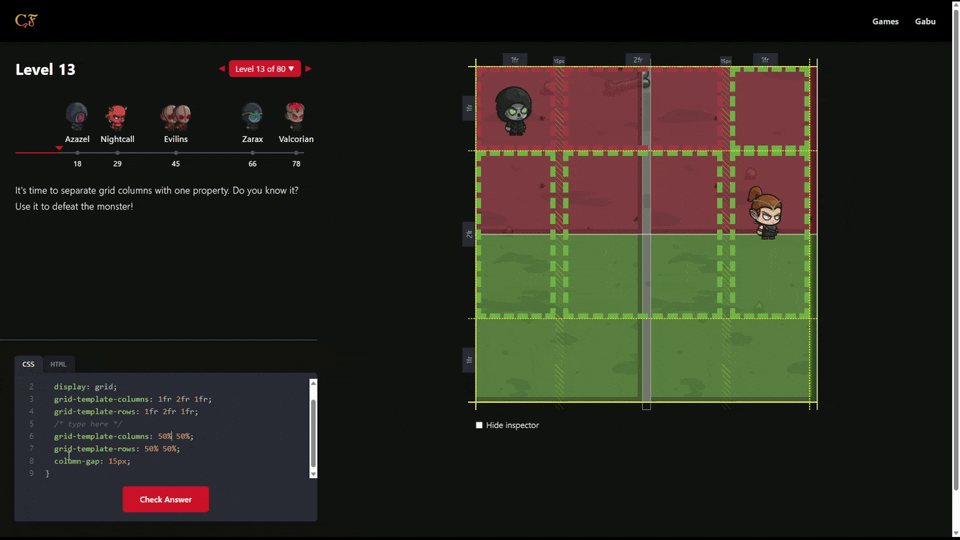 CF
Games
Gabu
Level 13
Level 13 of 80 ▼
Azazel
Nightcall
Evilins
Zarax
Valcorian
18
29
45
66
78
It's time to separate grid columns with one property. Do you know it?
Use it to defeat the monster!
CSS
HTML
2 display: grid;
3 grid-template-columns: 1fr 2fr 1fr;
4 grid-template-rows: 1fr 2fr 1fr;
5 /* type here */
6 grid-template-columns: 50% 50%;
7 grid-template-rows: 50% 50%;
8 column-gap: 15px;
9 }
Check Answer
1fr
15px
2fr
15px
1fr
1fr
2fr
1fr
Hide inspector